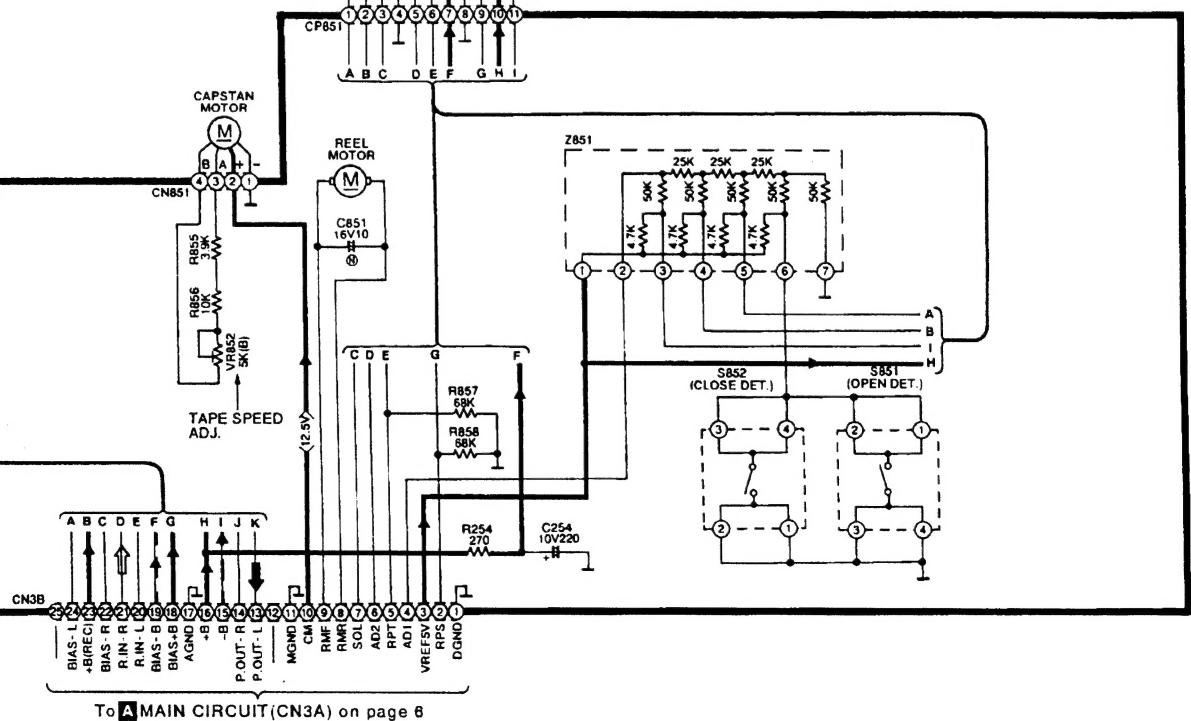 CP851
1 2 3 4 5 6 7 8 9 10 11
A B C D E F G H I
CAPSTAN
MOTOR
M
B A + -
4 3 2 1
CN851
REEL
MOTOR
M
C851
16V10
N
R855
3.9K
R856
10K
VR852
5K(B)
TAPE SPEED
ADJ.
(12.5V)
Z851
25K 25K 25K
50K 50K 50K 50K 50K
4.7K 4.7K 4.7K 4.7K
1 2 3 4 5 6 7
A
B
I
H
C D E G F
R857
68K
R858
68K
S852
(CLOSE DET.)
S851
(OPEN DET.)
3 4 2 1
2 1 3 4
R254
270
C254
10V220
+
A B C D E F G H I J K
CN3B
25 24 23 22 21 20 19 18 17 16 15 14 13 12 11 10 9 8 7 6 5 4 3 2 1
BIAS-L
+B(REC)
BIAS-R
R.IN-R
R.IN-L
BIAS-B
BIAS+B
AGND
+B
-B
P.OUT-R
P.OUT-L
MGND
CM
RMF
RMR
SOL
AD2
RPT
AD1
VREF5V
RPS
DGND
To A MAIN CIRCUIT(CN3A) on page 6